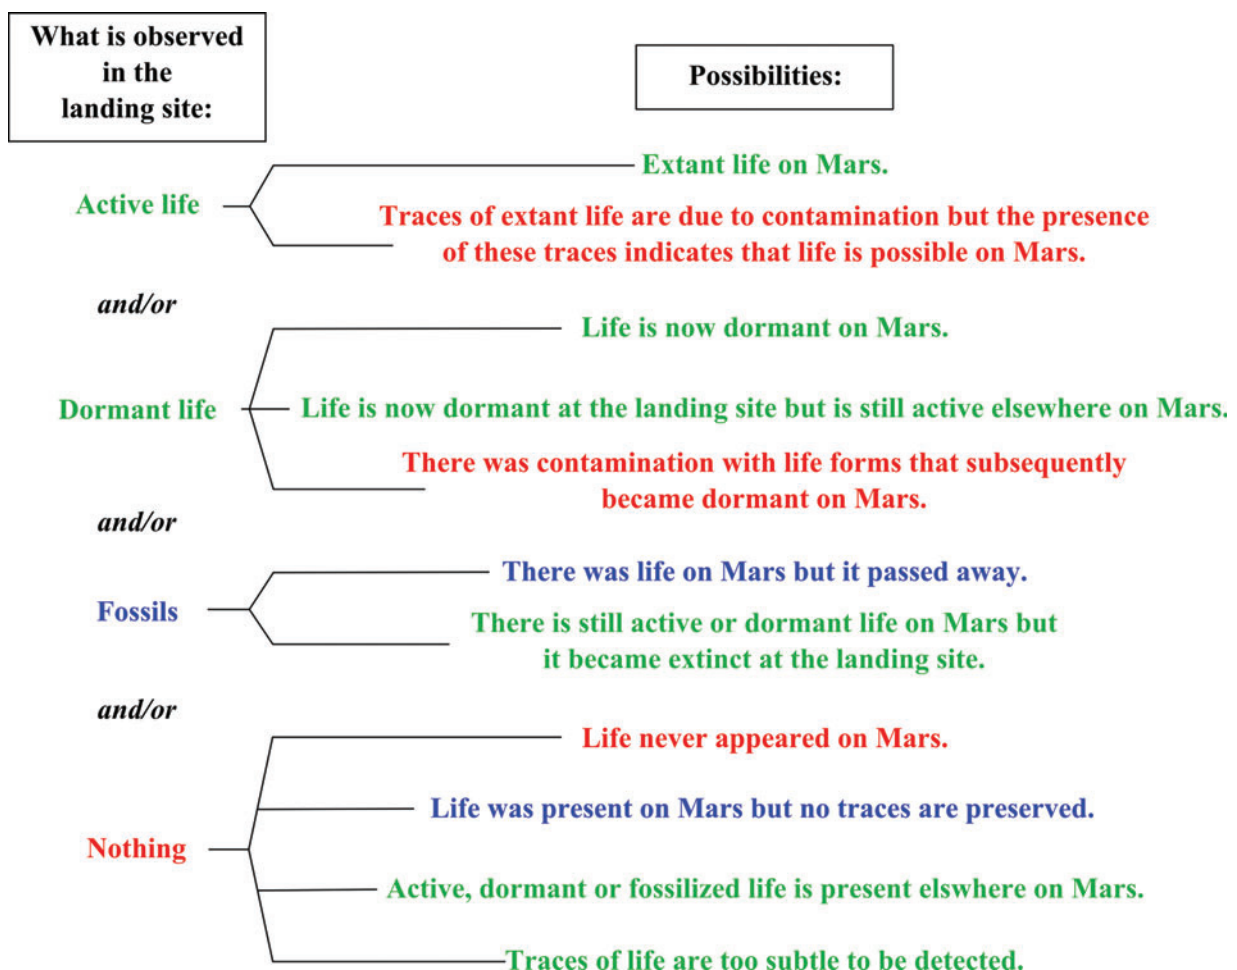 What is observed
in the
landing site:
Possibilities:
Active life
Extant life on Mars.
Traces of extant life are due to contamination but the presence
of these traces indicates that life is possible on Mars.
and/or
Dormant life
Life is now dormant on Mars.
Life is now dormant at the landing site but is still active elsewhere on Mars.
There was contamination with life forms that subsequently
became dormant on Mars.
and/or
Fossils
There was life on Mars but it passed away.
There is still active or dormant life on Mars but
it became extinct at the landing site.
and/or
Nothing
Life never appeared on Mars.
Life was present on Mars but no traces are preserved.
Active, dormant or fossilized life is present elswhere on Mars.
Traces of life are too subtle to be detected.